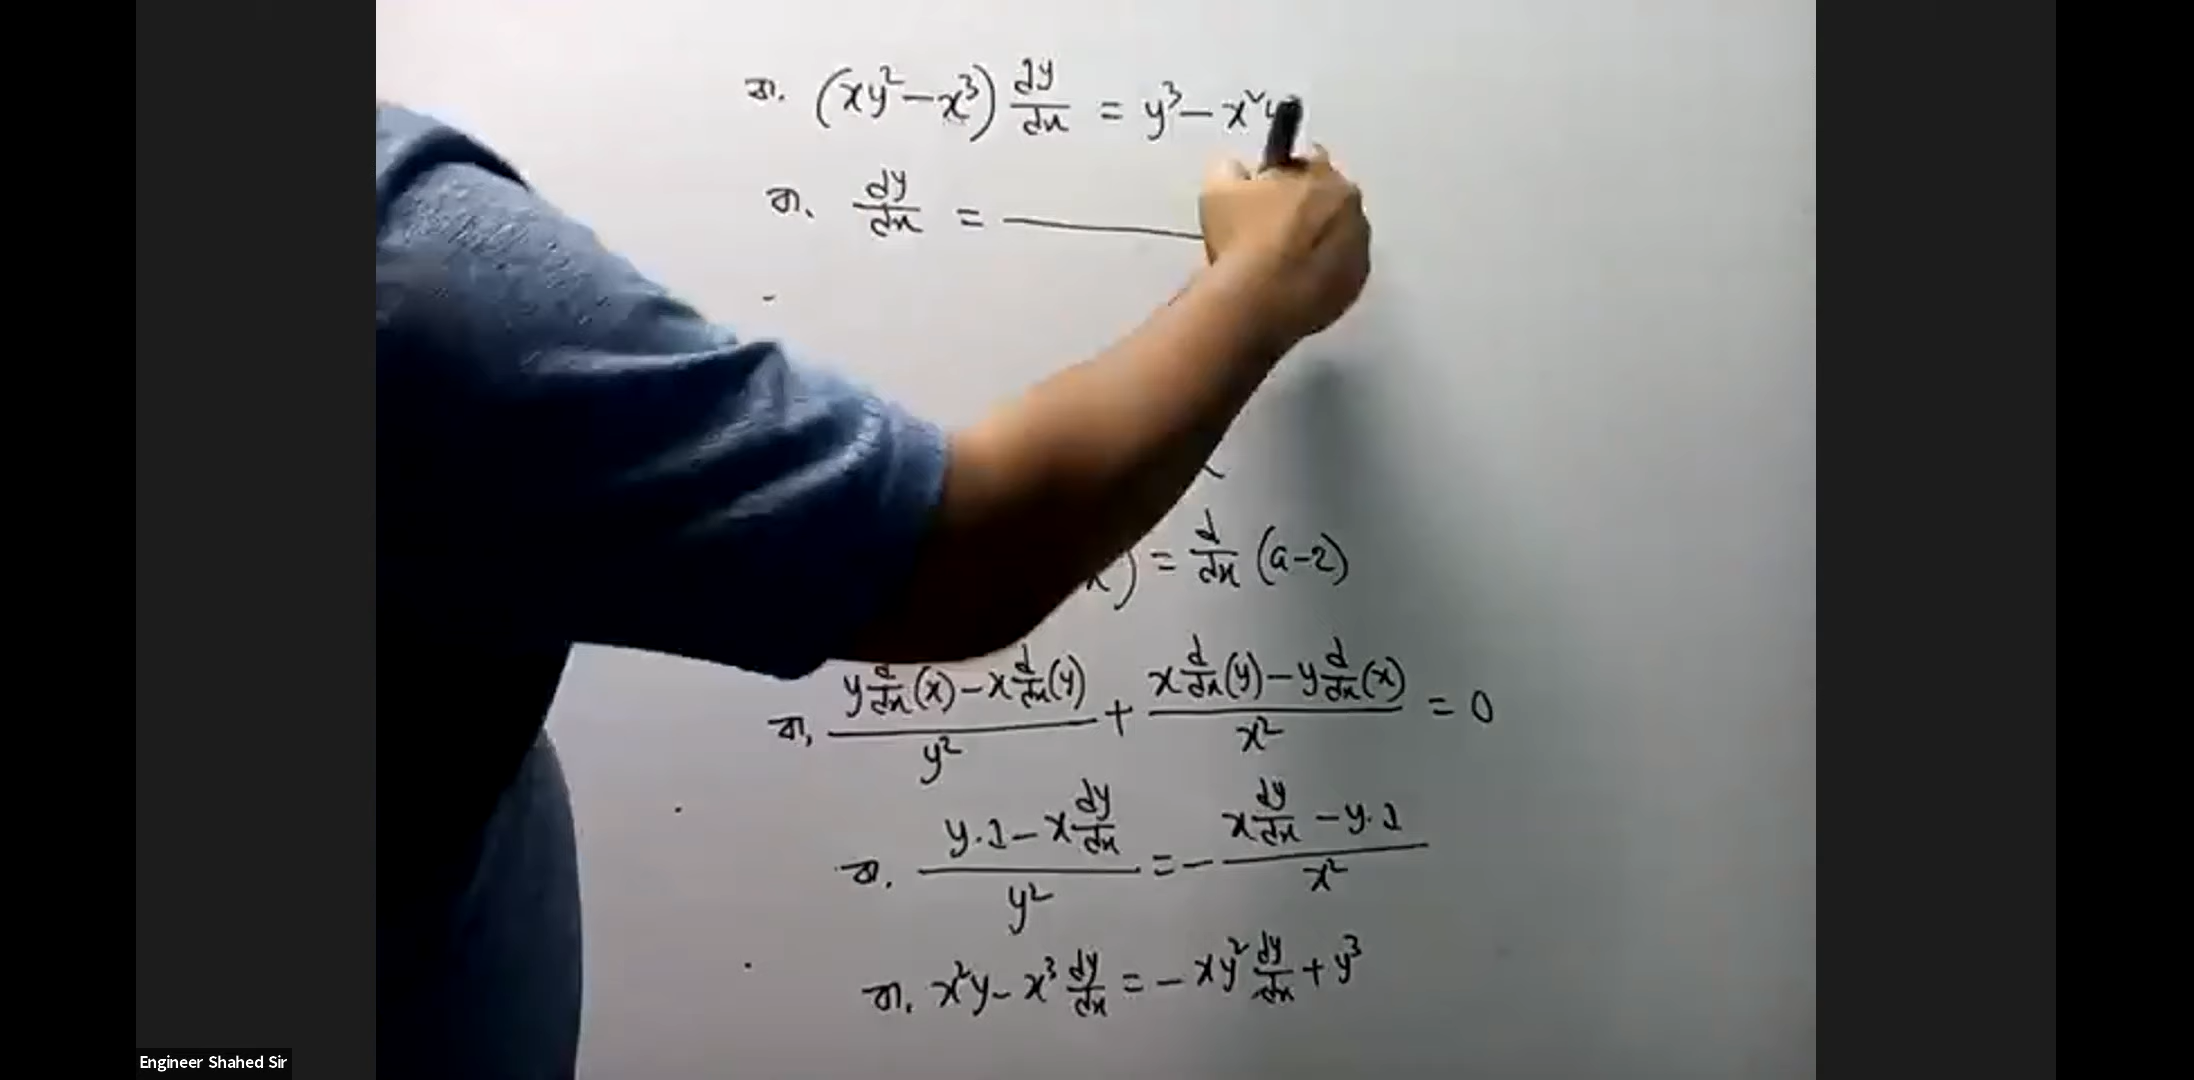 বা. (xy² − x³) dy/dx = y³ − x²y
বা, dy/dx =
x) = d/dx (a−2)
বা, (y d/dx(x) − x d/dx(y))/y² + (x d/dx(y) − y d/dx(x))/x² = 0
বা. (y.1 − x dy/dx)/y² = − (x dy/dx − y.1)/x²
বা, x²y − x³ dy/dx = − xy² dy/dx + y³
Engineer Shahed Sir